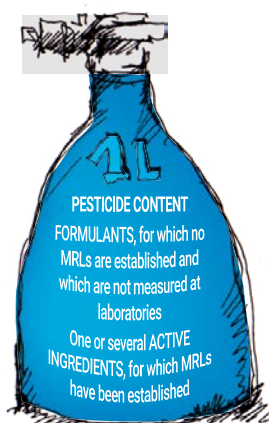 1L
PESTICIDE CONTENT
FORMULANTS, for which no
MRLs are established and
which are not measured at
laboratories
One or several ACTIVE
INGREDIENTS, for which MRLs
have been established